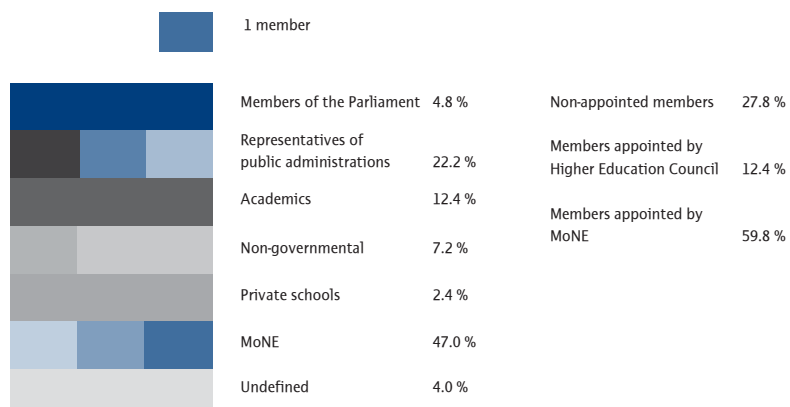 1 member
Members of the Parliament 4.8 %
Representatives of
public administrations 22.2 %
Academics 12.4 %
Non-governmental 7.2 %
Private schools 2.4 %
MoNE 47.0 %
Undefined 4.0 %
Non-appointed members 27.8 %
Members appointed by
Higher Education Council 12.4 %
Members appointed by
MoNE 59.8 %